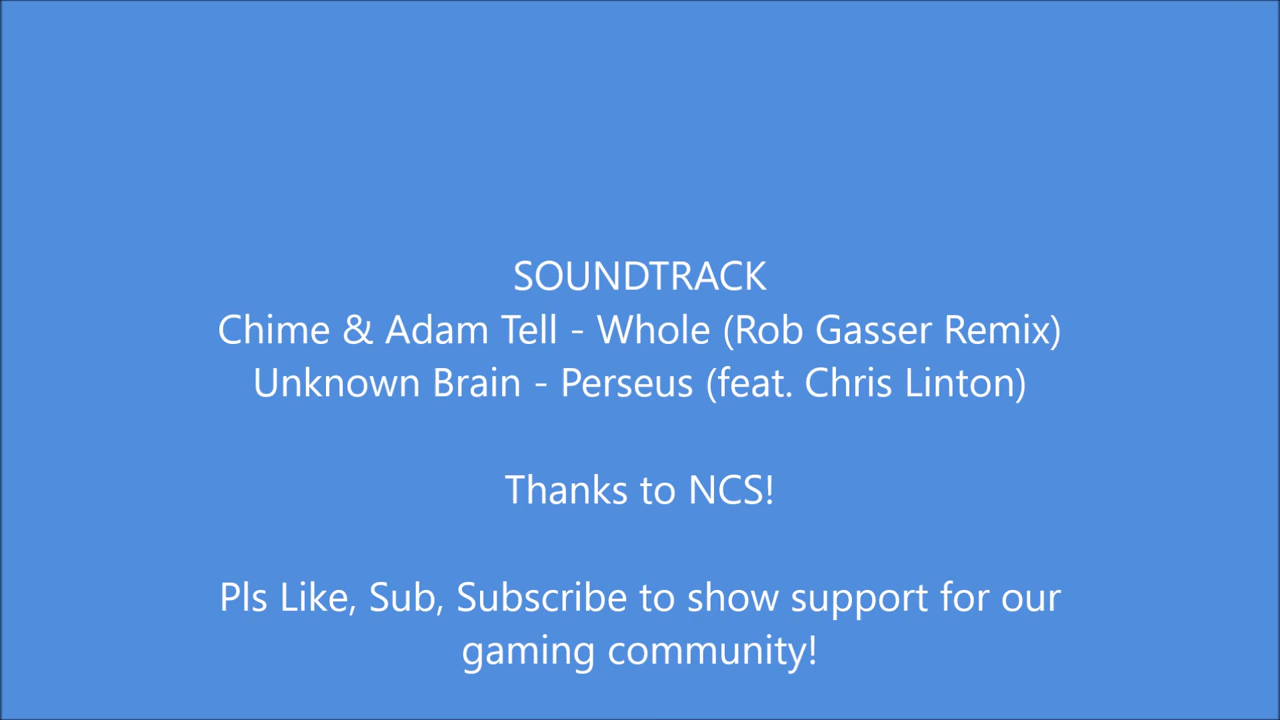 SOUNDTRACK
Chime & Adam Tell - Whole (Rob Gasser Remix)
Unknown Brain - Perseus (feat. Chris Linton)
Thanks to NCS!
Pls Like, Sub, Subscribe to show support for our
gaming community!